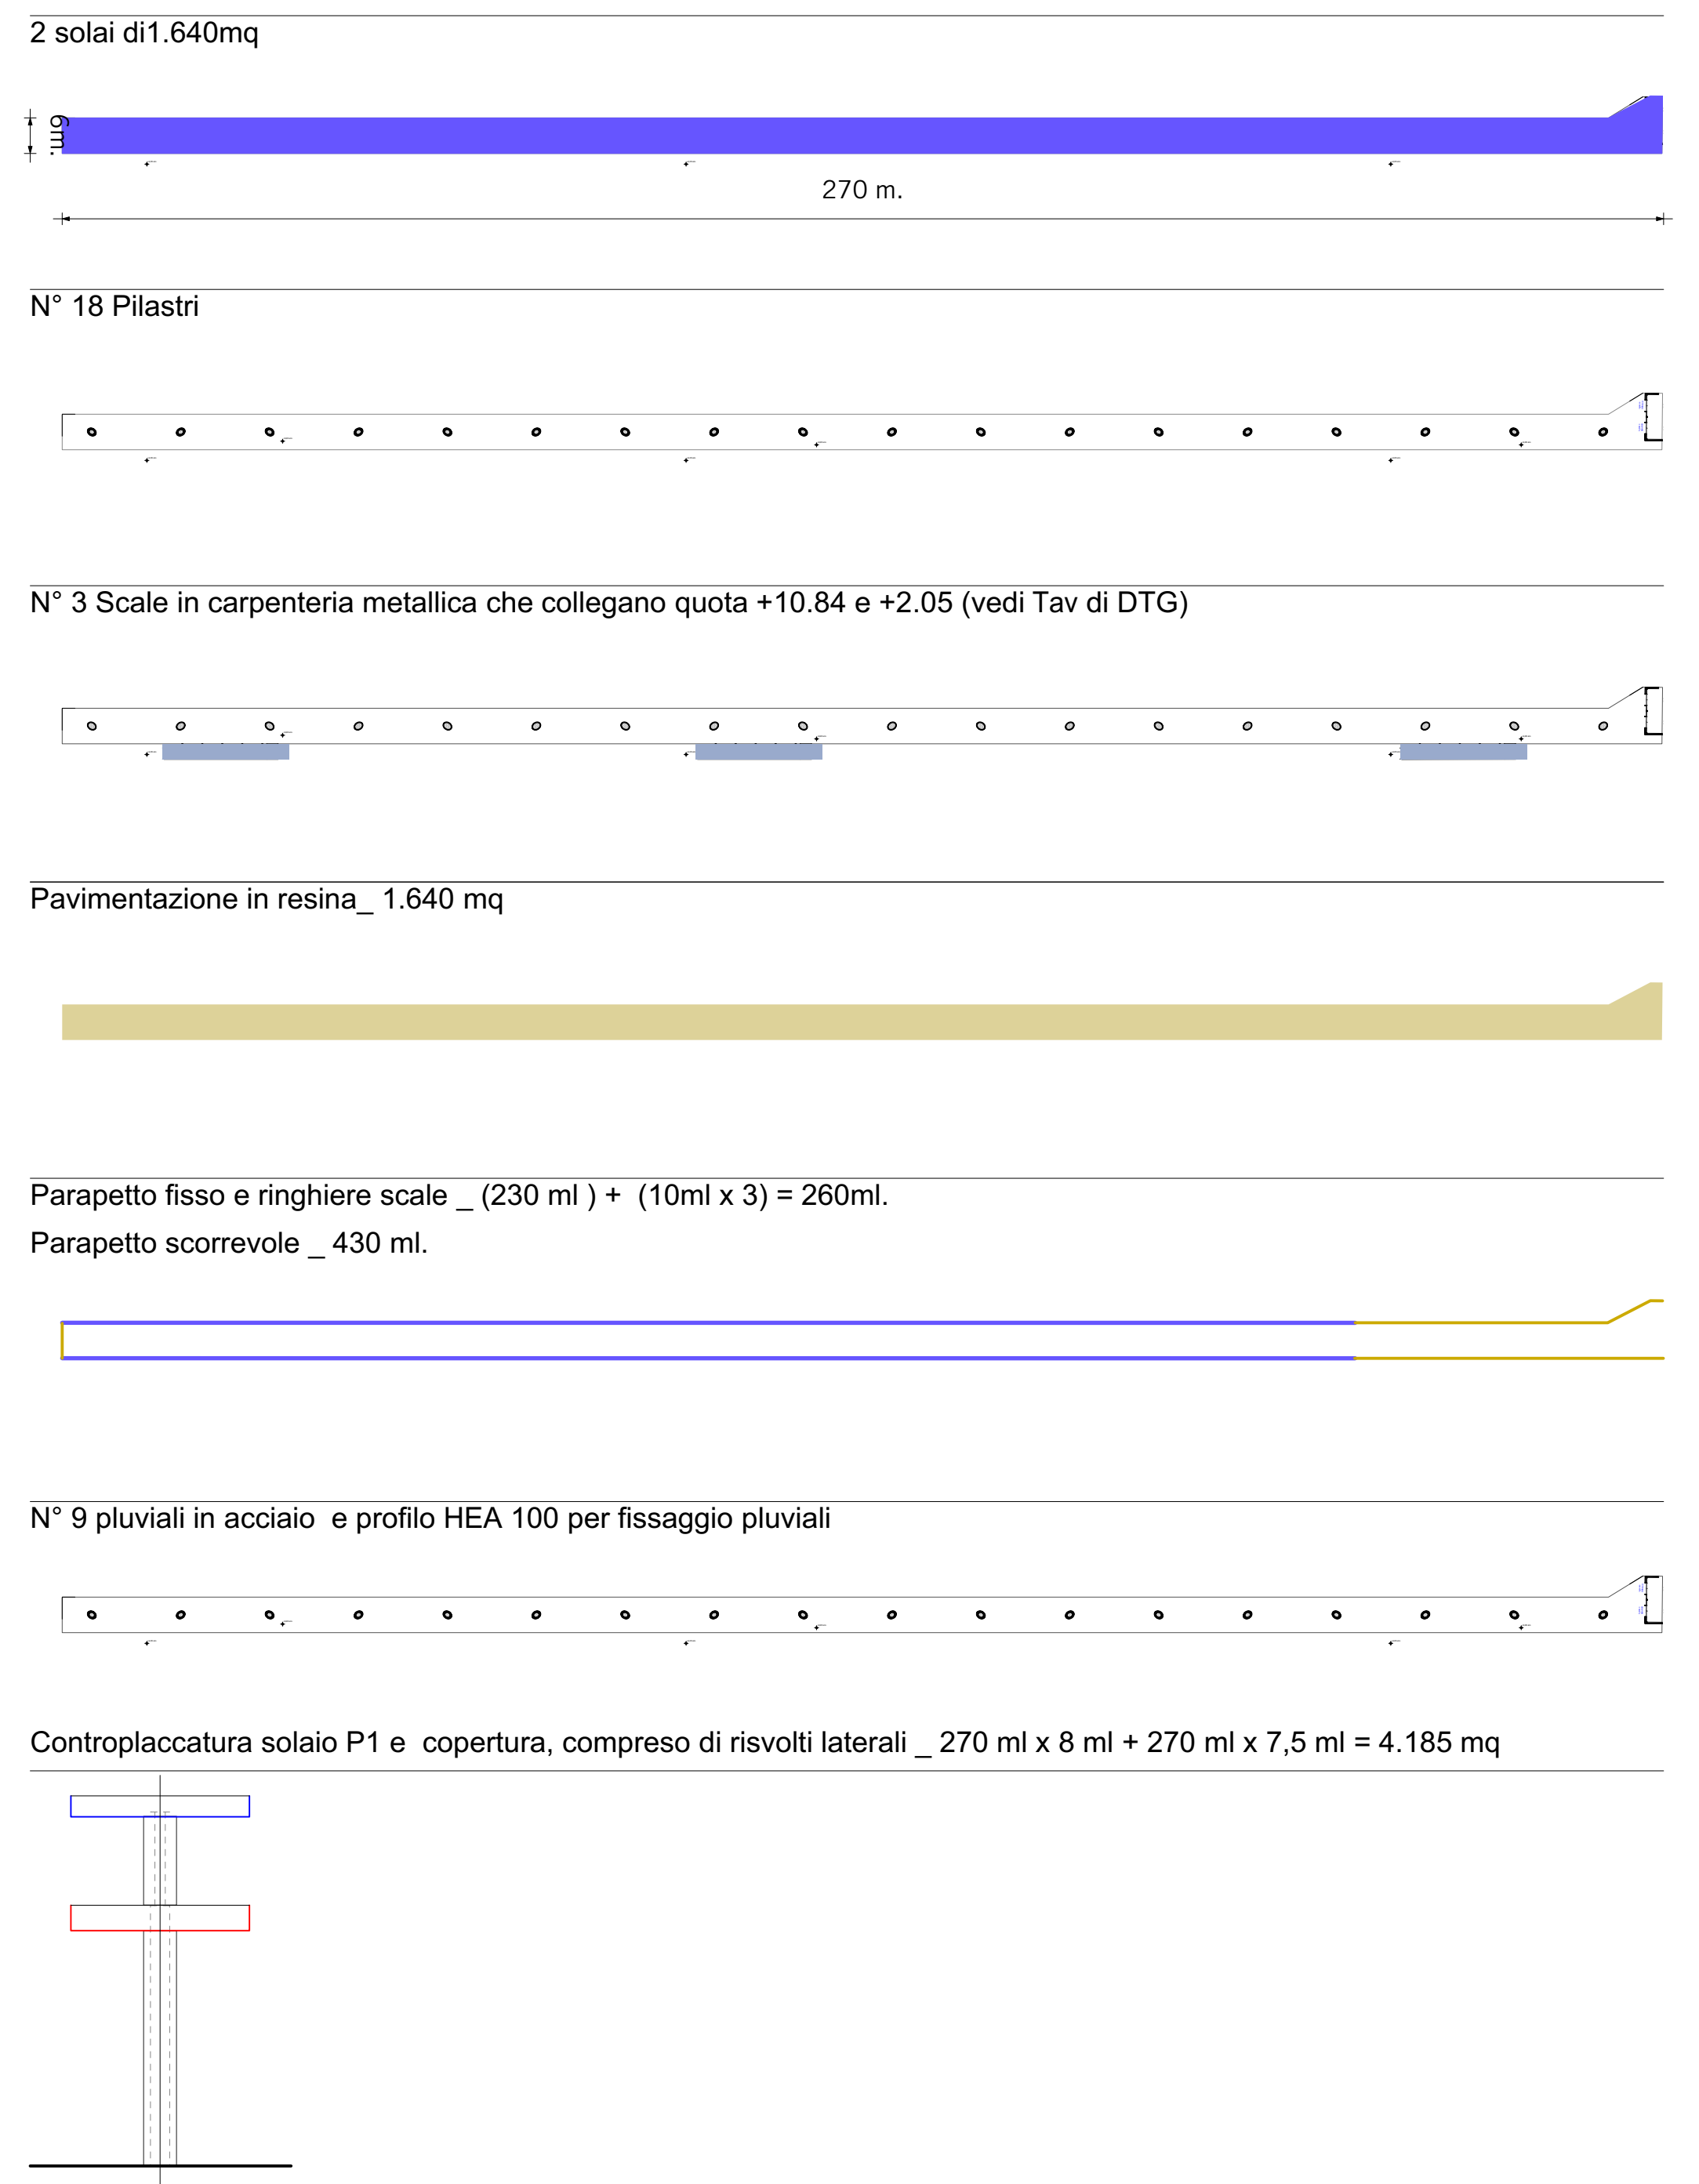 2 solai di1.640mq
6m.
270 m.
N° 18 Pilastri
N° 3 Scale in carpenteria metallica che collegano quota +10.84 e +2.05 (vedi Tav di DTG)
Pavimentazione in resina_ 1.640 mq
Parapetto fisso e ringhiere scale _ (230 ml ) + (10ml x 3) = 260ml.
Parapetto scorrevole _ 430 ml.
N° 9 pluviali in acciaio e profilo HEA 100 per fissaggio pluviali
Controplaccatura solaio P1 e copertura, compreso di risvolti laterali _ 270 ml x 8 ml + 270 ml x 7,5 ml = 4.185 mq